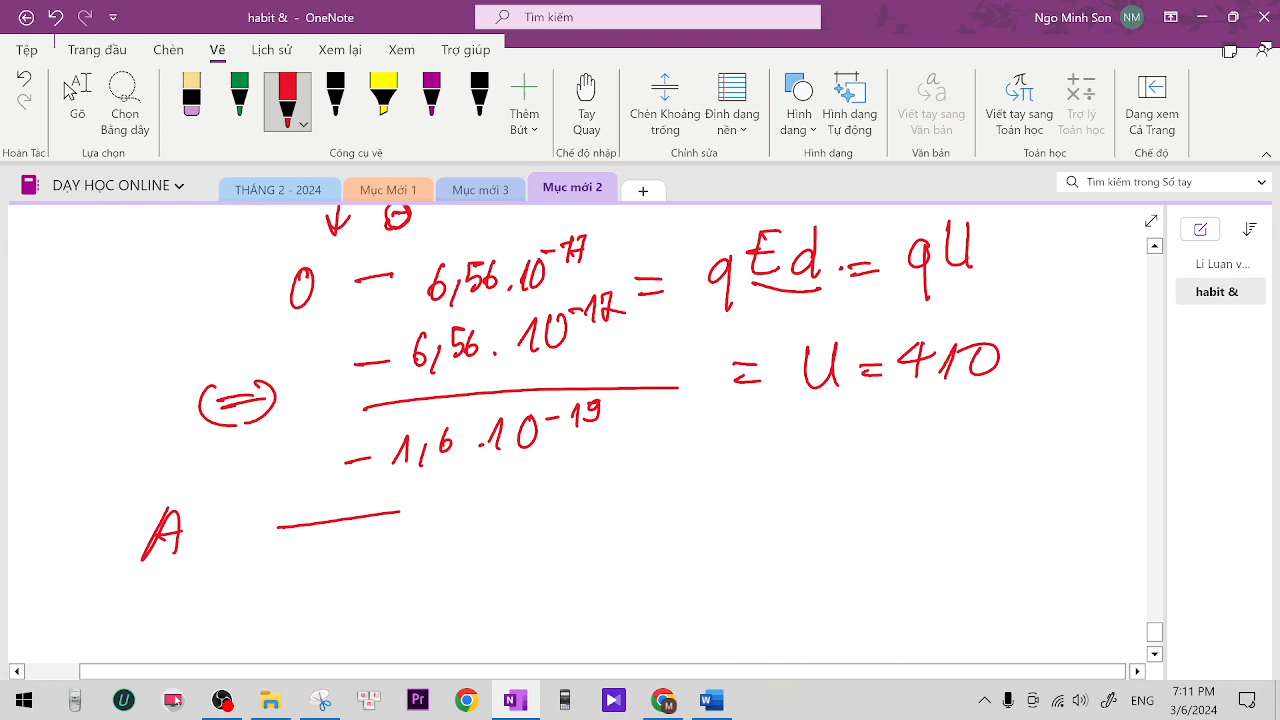 habit & - OneNote
Tìm kiếm
Ngo Minh Son
NM
Tệp
Trang đầu
Chèn
Vẽ
Lịch sử
Xem lại
Xem
Trợ giúp
Gõ
Chọn Bằng dây
Thêm Bút
Tay Quay
Chèn Khoảng trống
Định dạng nền
Hình dạng
Hình dạng Tự động
Viết tay sang Văn bản
Viết tay sang Toán học
Trợ lý Toán học
Dạng xem Cả Trang
Hoàn Tác
Lựa chọn
Công cụ vẽ
Chế độ nhập
Chỉnh sửa
Hình dạng
Văn bản
Toán học
Chế độ
DẠY HỌC ONLINE
THÁNG 2 - 2024
Mục Mới 1
Mục mới 3
Mục mới 2
+
Tìm kiếm trong Sổ tay
Li Luan v...
habit &
0 - 6,56.10^-17 = qEd = qU
(=) - 6,56.10^-17 / - 1,6.10^-19 = U = 410
A
Pr
ENG
7:11 PM
3/6/2024